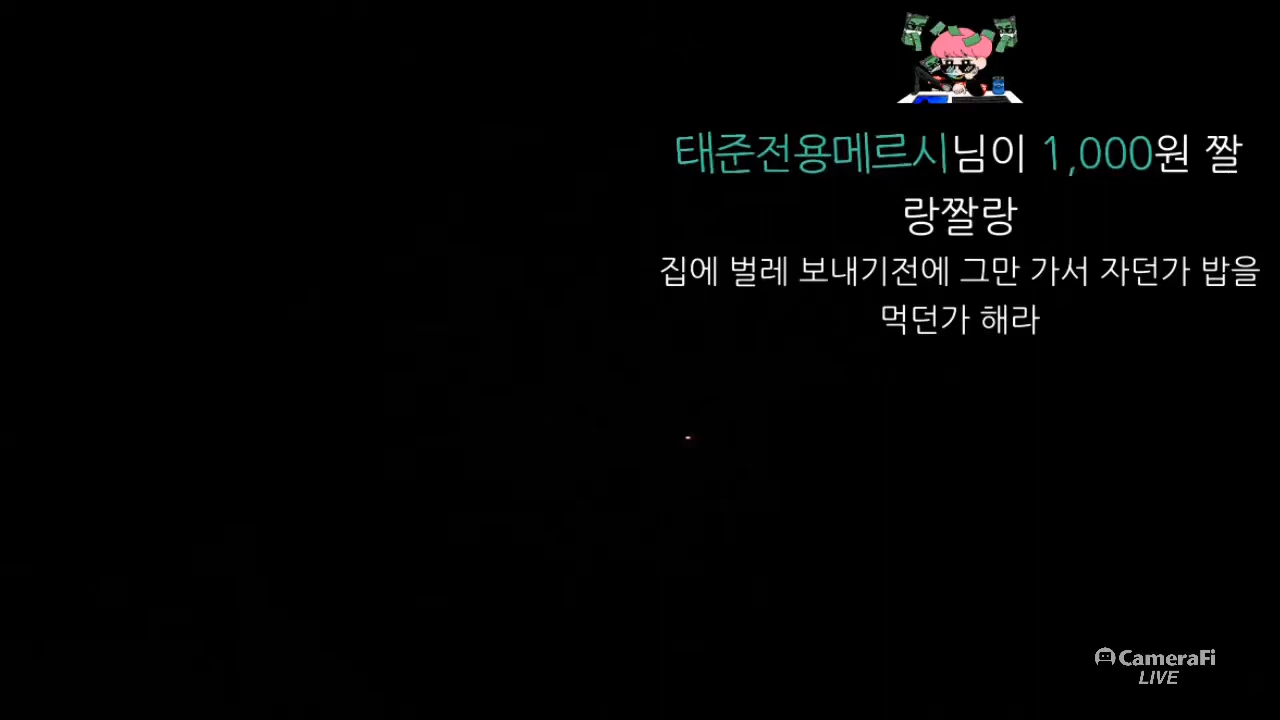 태준전용메르시님이 1,000원 짤
랑짤랑
집에 벌레 보내기전에 그만 가서 자던가 밥을
먹던가 해라
CameraFi
LIVE